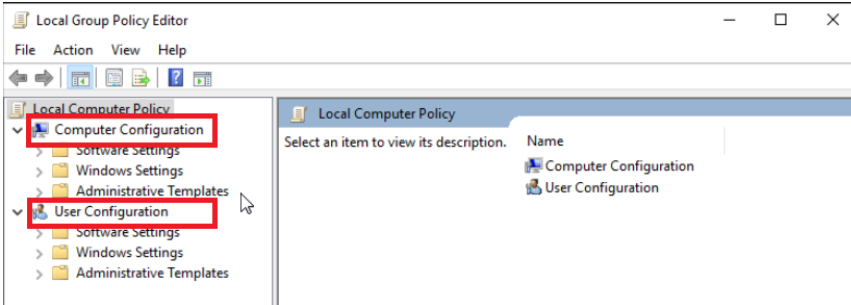 Local Group Policy Editor
File Action View Help
Local Computer Policy
Computer Configuration
Software Settings
Windows Settings
Administrative Templates
User Configuration
Software Settings
Windows Settings
Administrative Templates
Local Computer Policy
Select an item to view its description.
Name
Computer Configuration
User Configuration